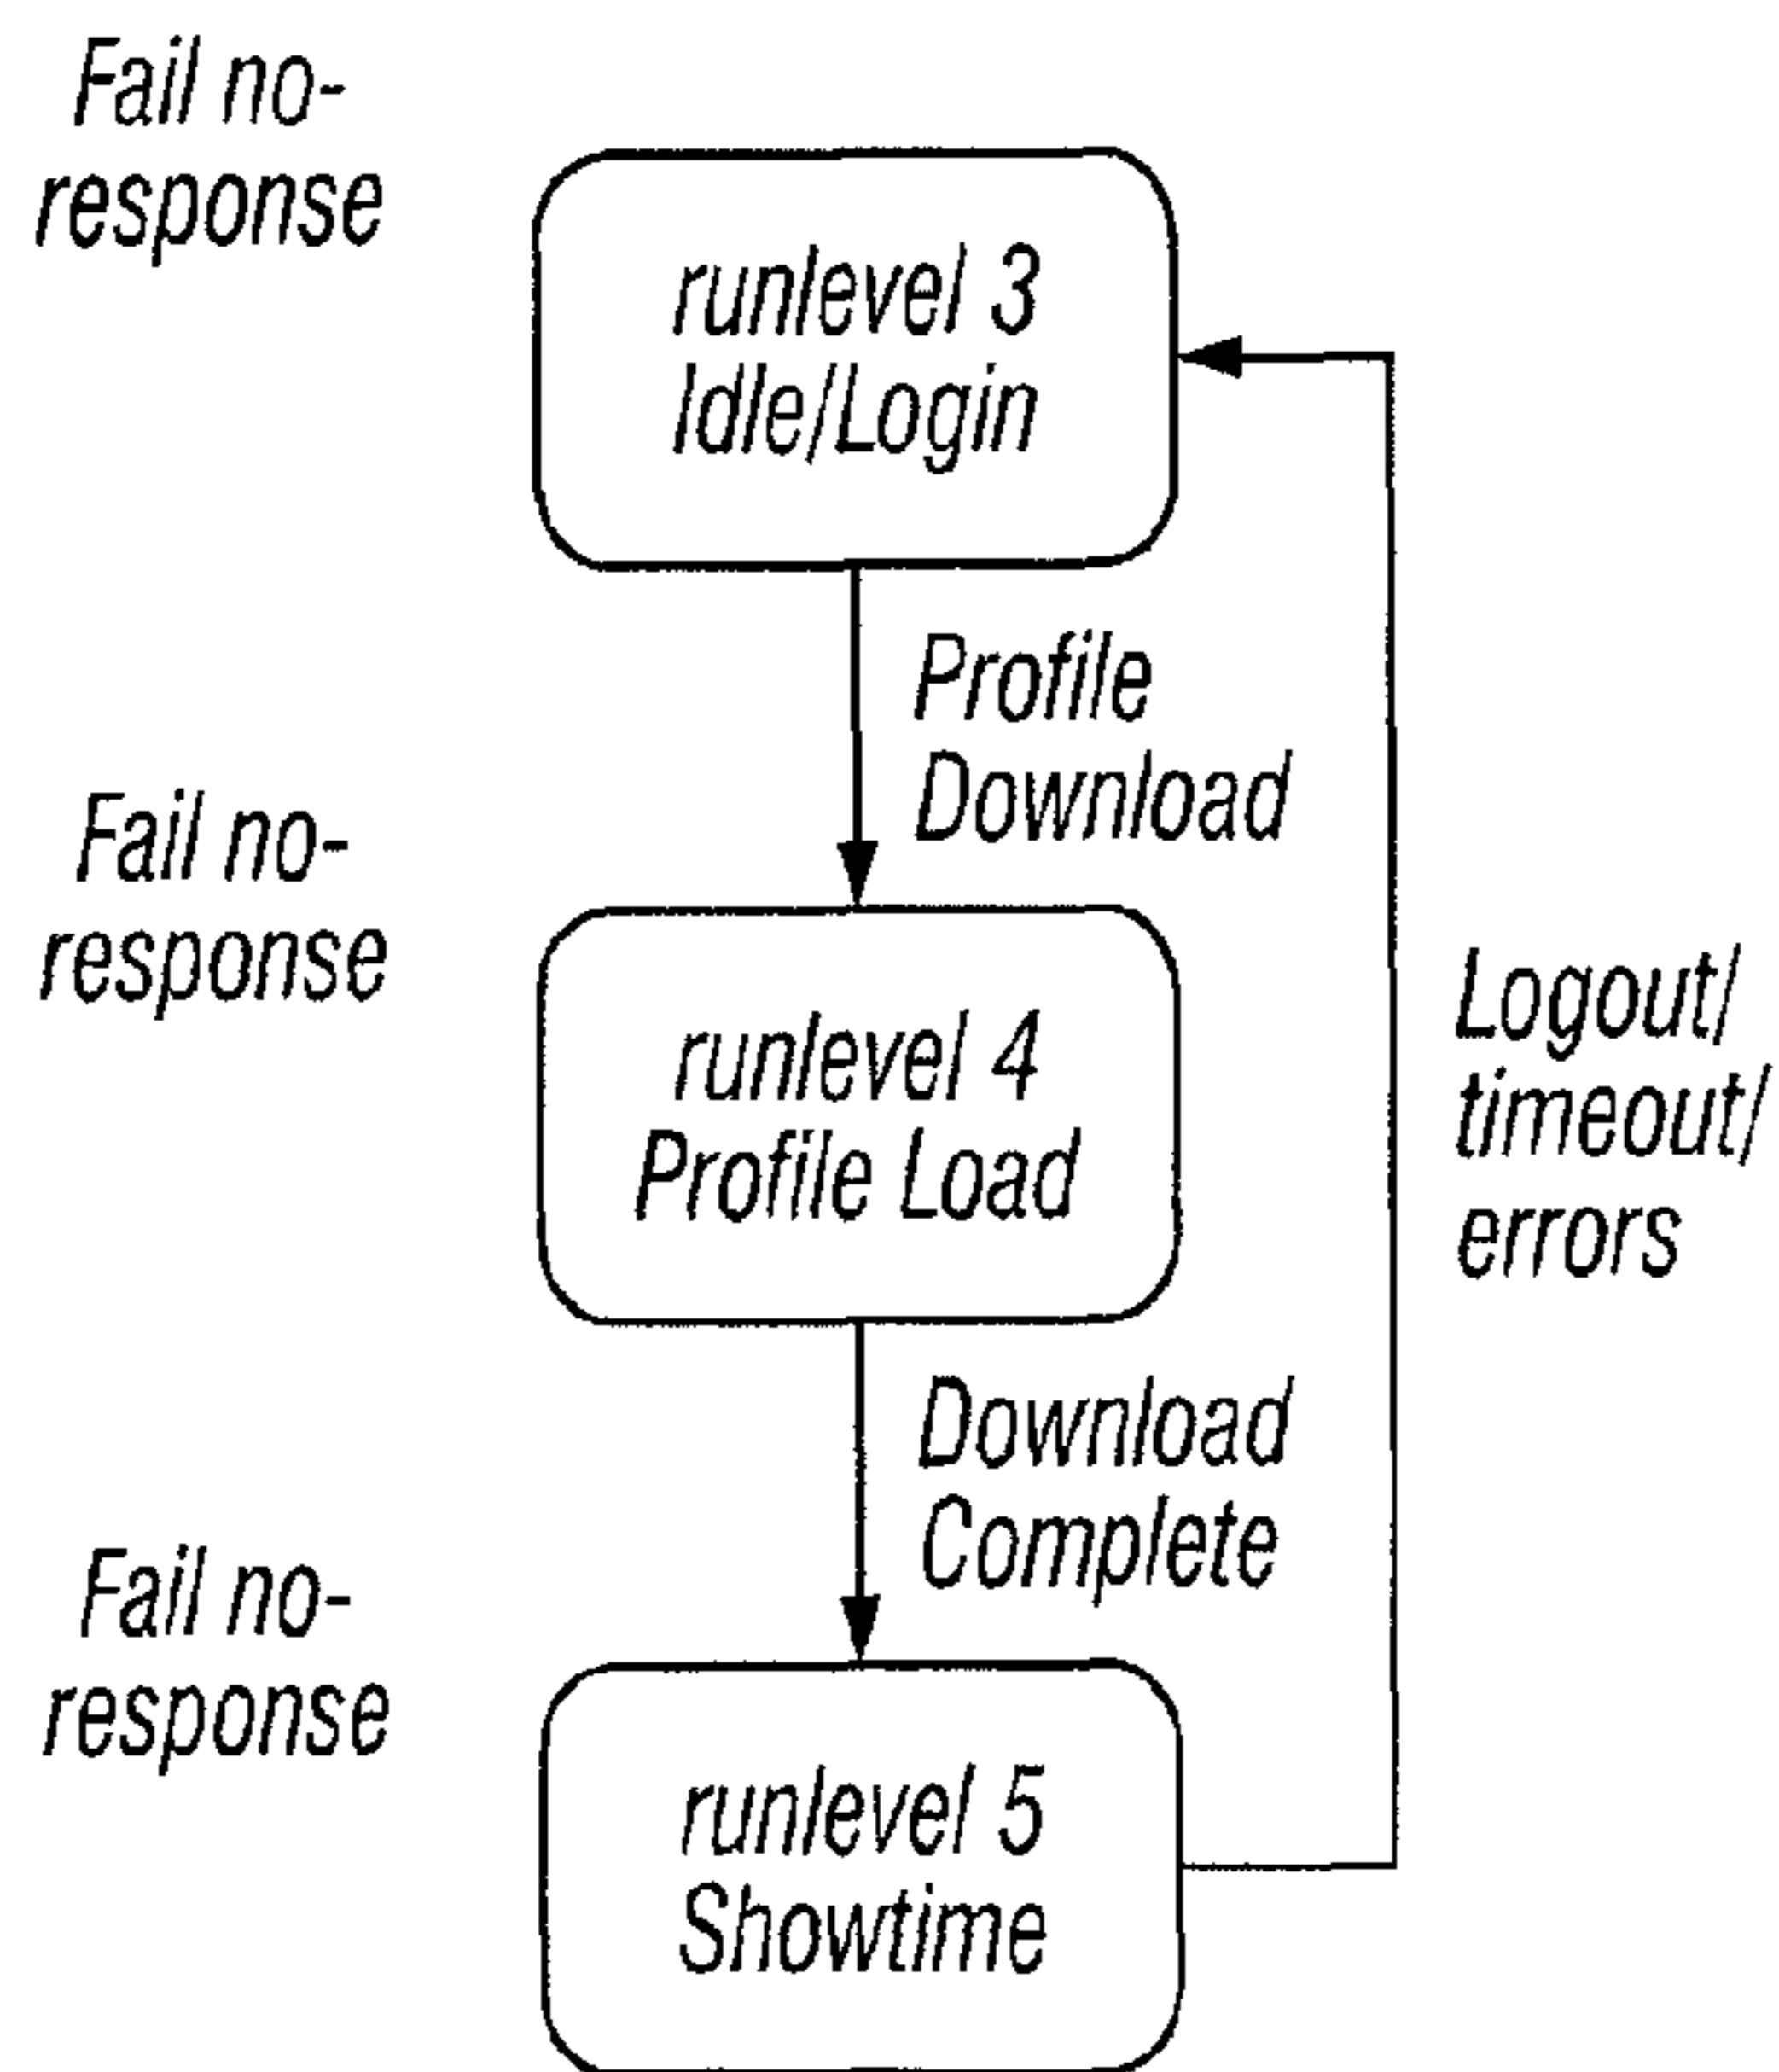 Fail no-
response
runlevel 3
Idle/Login
Profile
Download
Fail no-
response
runlevel 4
Profile Load
Logout/
timeout/
errors
Download
Complete
Fail no-
response
runlevel 5
Showtime